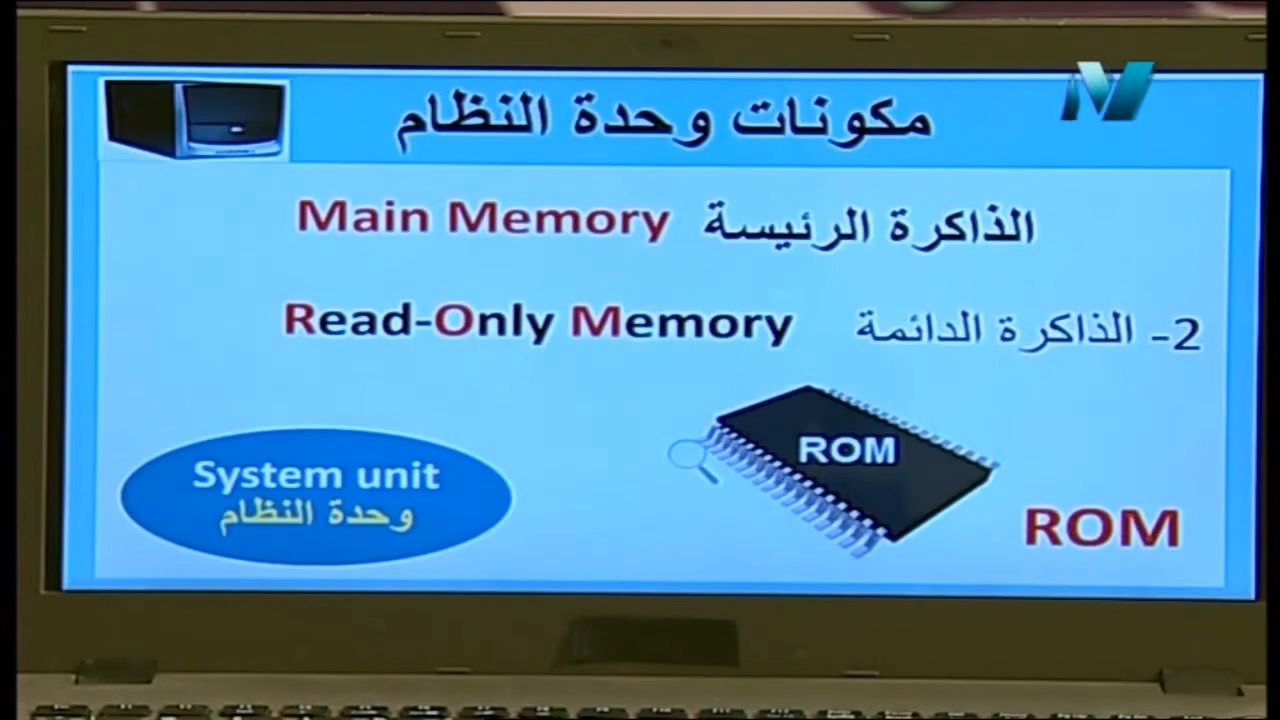 مكونات وحدة النظام
الذاكرة الرئيسة Main Memory
2- الذاكرة الدائمة Read-Only Memory
ROM
ROM
System unit
وحدة النظام